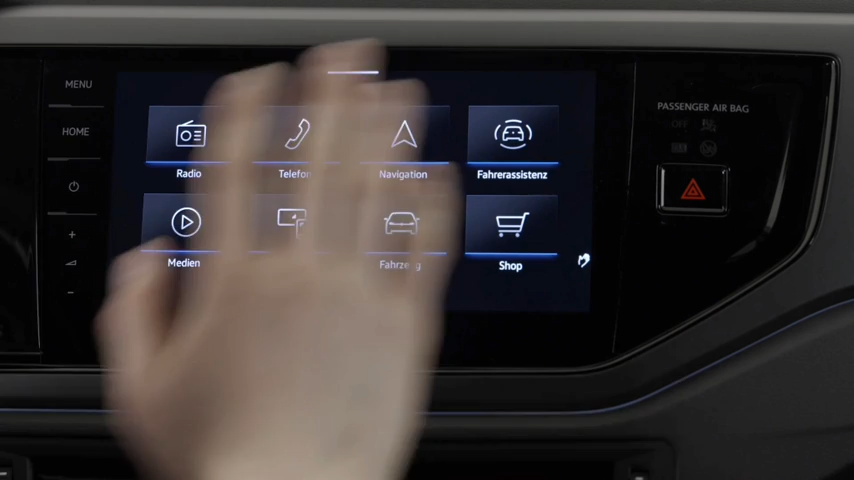 MENU
HOME
PASSENGER AIR BAG
OFF
Radio
Telefon
Navigation
Fahrerassistenz
Medien
Fahrzeug
Shop